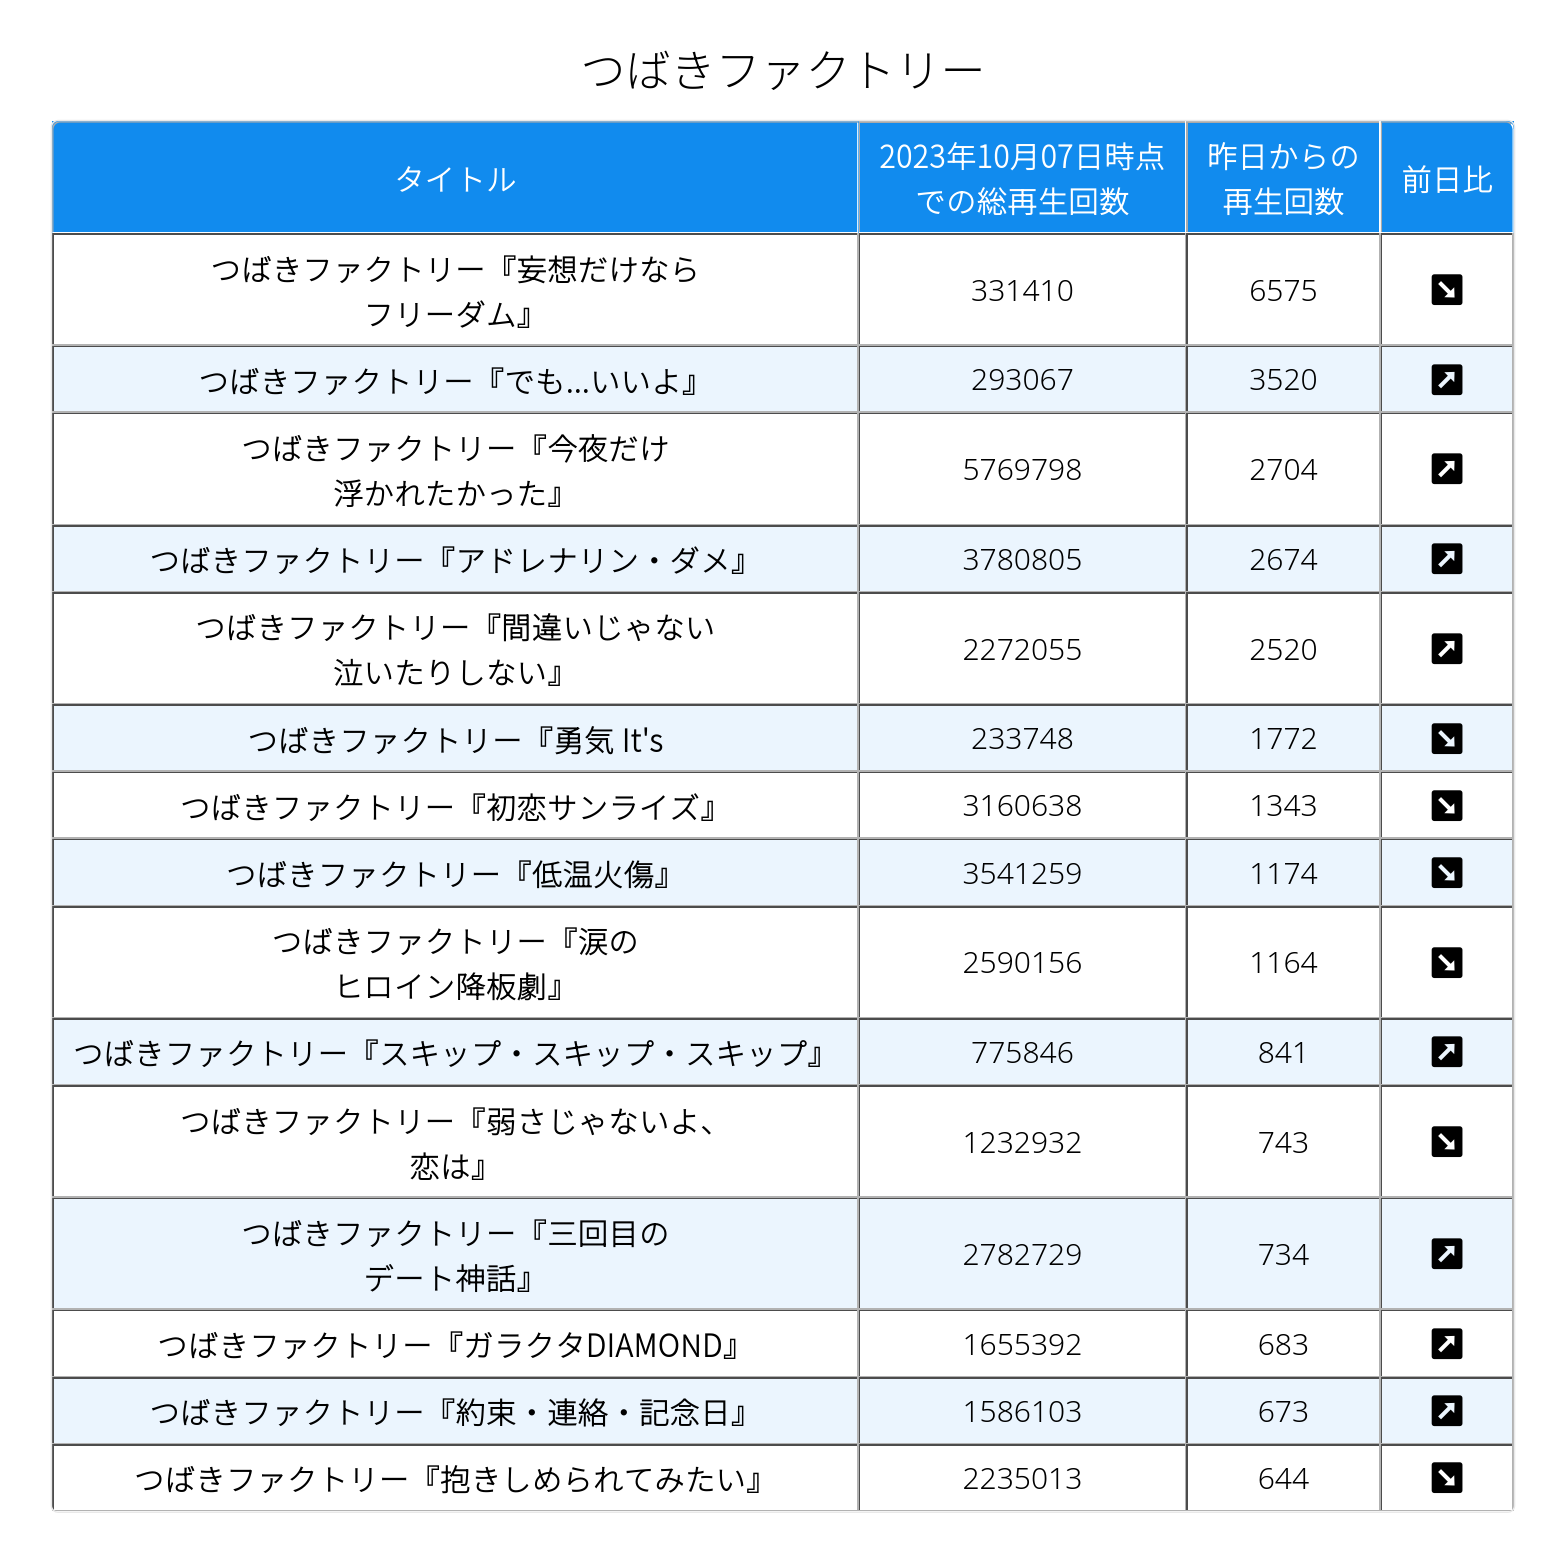 つばきファクトリー
タイトル
2023年10月07日時点
での総再生回数
昨日からの
再生回数
前日比
つばきファクトリー『妄想だけなら
フリーダム』
331410
6575
つばきファクトリー『でも...いいよ』
293067
3520
つばきファクトリー『今夜だけ
浮かれたかった』
5769798
2704
つばきファクトリー『アドレナリン・ダメ』
3780805
2674
つばきファクトリー『間違いじゃない
泣いたりしない』
2272055
2520
つばきファクトリー『勇気 It's
233748
1772
つばきファクトリー『初恋サンライズ』
3160638
1343
つばきファクトリー『低温火傷』
3541259
1174
つばきファクトリー『涙の
ヒロイン降板劇』
2590156
1164
つばきファクトリー『スキップ・スキップ・スキップ』
775846
841
つばきファクトリー『弱さじゃないよ、
恋は』
1232932
743
つばきファクトリー『三回目の
デート神話』
2782729
734
つばきファクトリー『ガラクタDIAMOND』
1655392
683
つばきファクトリー『約束・連絡・記念日』
1586103
673
つばきファクトリー『抱きしめられてみたい』
2235013
644